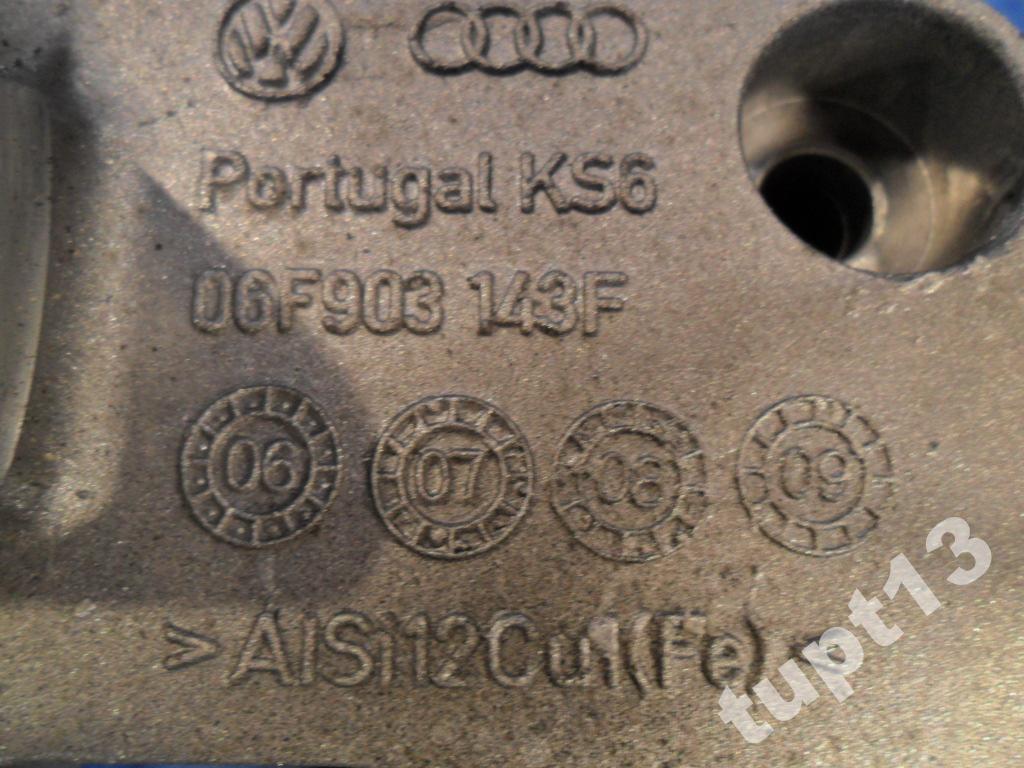 Portugal KS6
06F903 143F
06 07 08 09
>AlSi12Cu1(Fe)<
tupt13